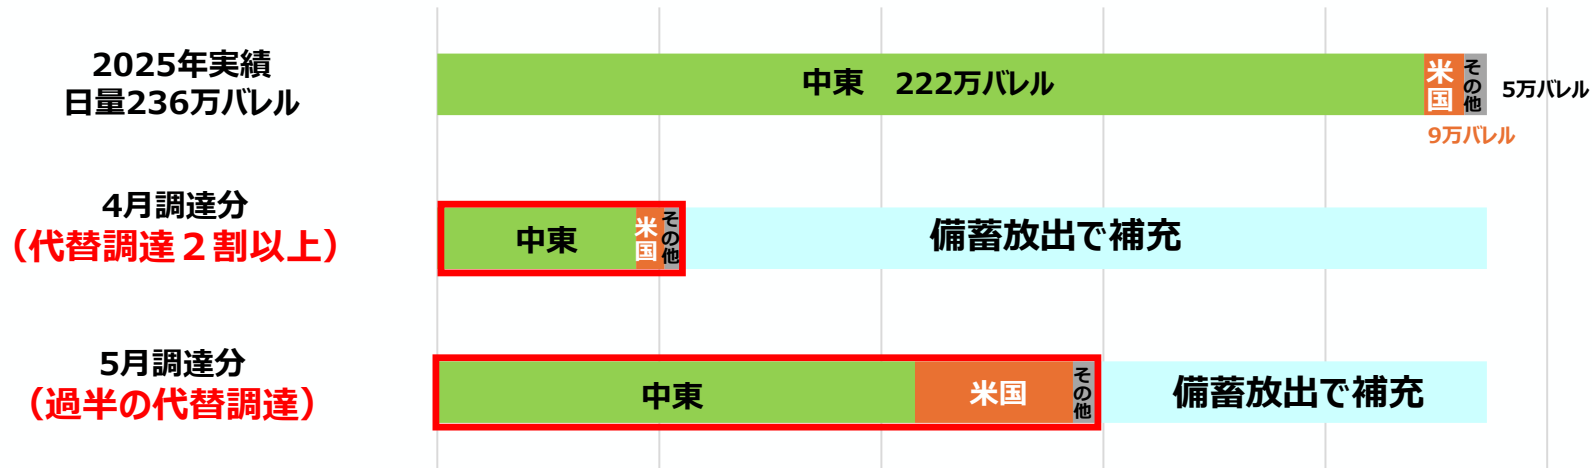 2025年実績
日量236万バレル
中東　222万バレル
米国
その他
5万バレル
9万バレル
4月調達分
（代替調達２割以上）
中東
米国
その他
備蓄放出で補充
5月調達分
（過半の代替調達）
中東
米国
その他
備蓄放出で補充